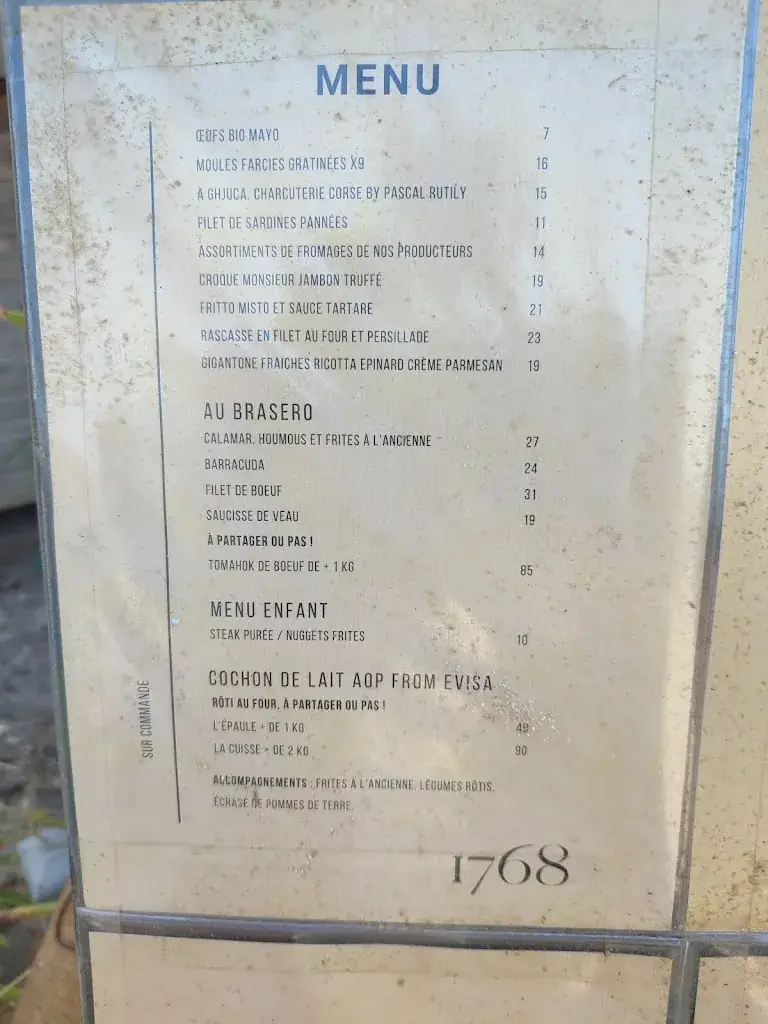 MENU
ŒUFS BIO MAYO 7
MOULES FARCIES GRATINÉES X9 16
A GHJUCA, CHARCUTERIE CORSE BY PASCAL RUTILY 15
FILET DE SARDINES PANNÉES 11
ASSORTIMENTS DE FROMAGES DE NOS PRODUCTEURS 14
CROQUE MONSIEUR JAMBON TRUFFÉ 19
FRITTO MISTO ET SAUCE TARTARE 21
RASCASSE EN FILET AU FOUR ET PERSILLADE 23
GIGANTONE FRAICHES RICOTTA EPINARD CRÈME PARMESAN 19
AU BRASERO
CALAMAR, HOUMOUS ET FRITES À L'ANCIENNE 27
BARRACUDA 24
FILET DE BOEUF 31
SAUCISSE DE VEAU 19
À PARTAGER OU PAS !
TOMAHOK DE BOEUF DE + 1 KG 85
MENU ENFANT
STEAK PURÉE / NUGGETS FRITES 10
COCHON DE LAIT AOP FROM EVISA
RÔTI AU FOUR, À PARTAGER OU PAS !
L'ÉPAULE + DE 1 KG 49
LA CUISSE + DE 2 KG 90
SUR COMMANDE
ACCOMPAGNEMENTS : FRITES À L'ANCIENNE, LÉGUMES RÔTIS,
ÉCRASÉ DE POMMES DE TERRE.
1768